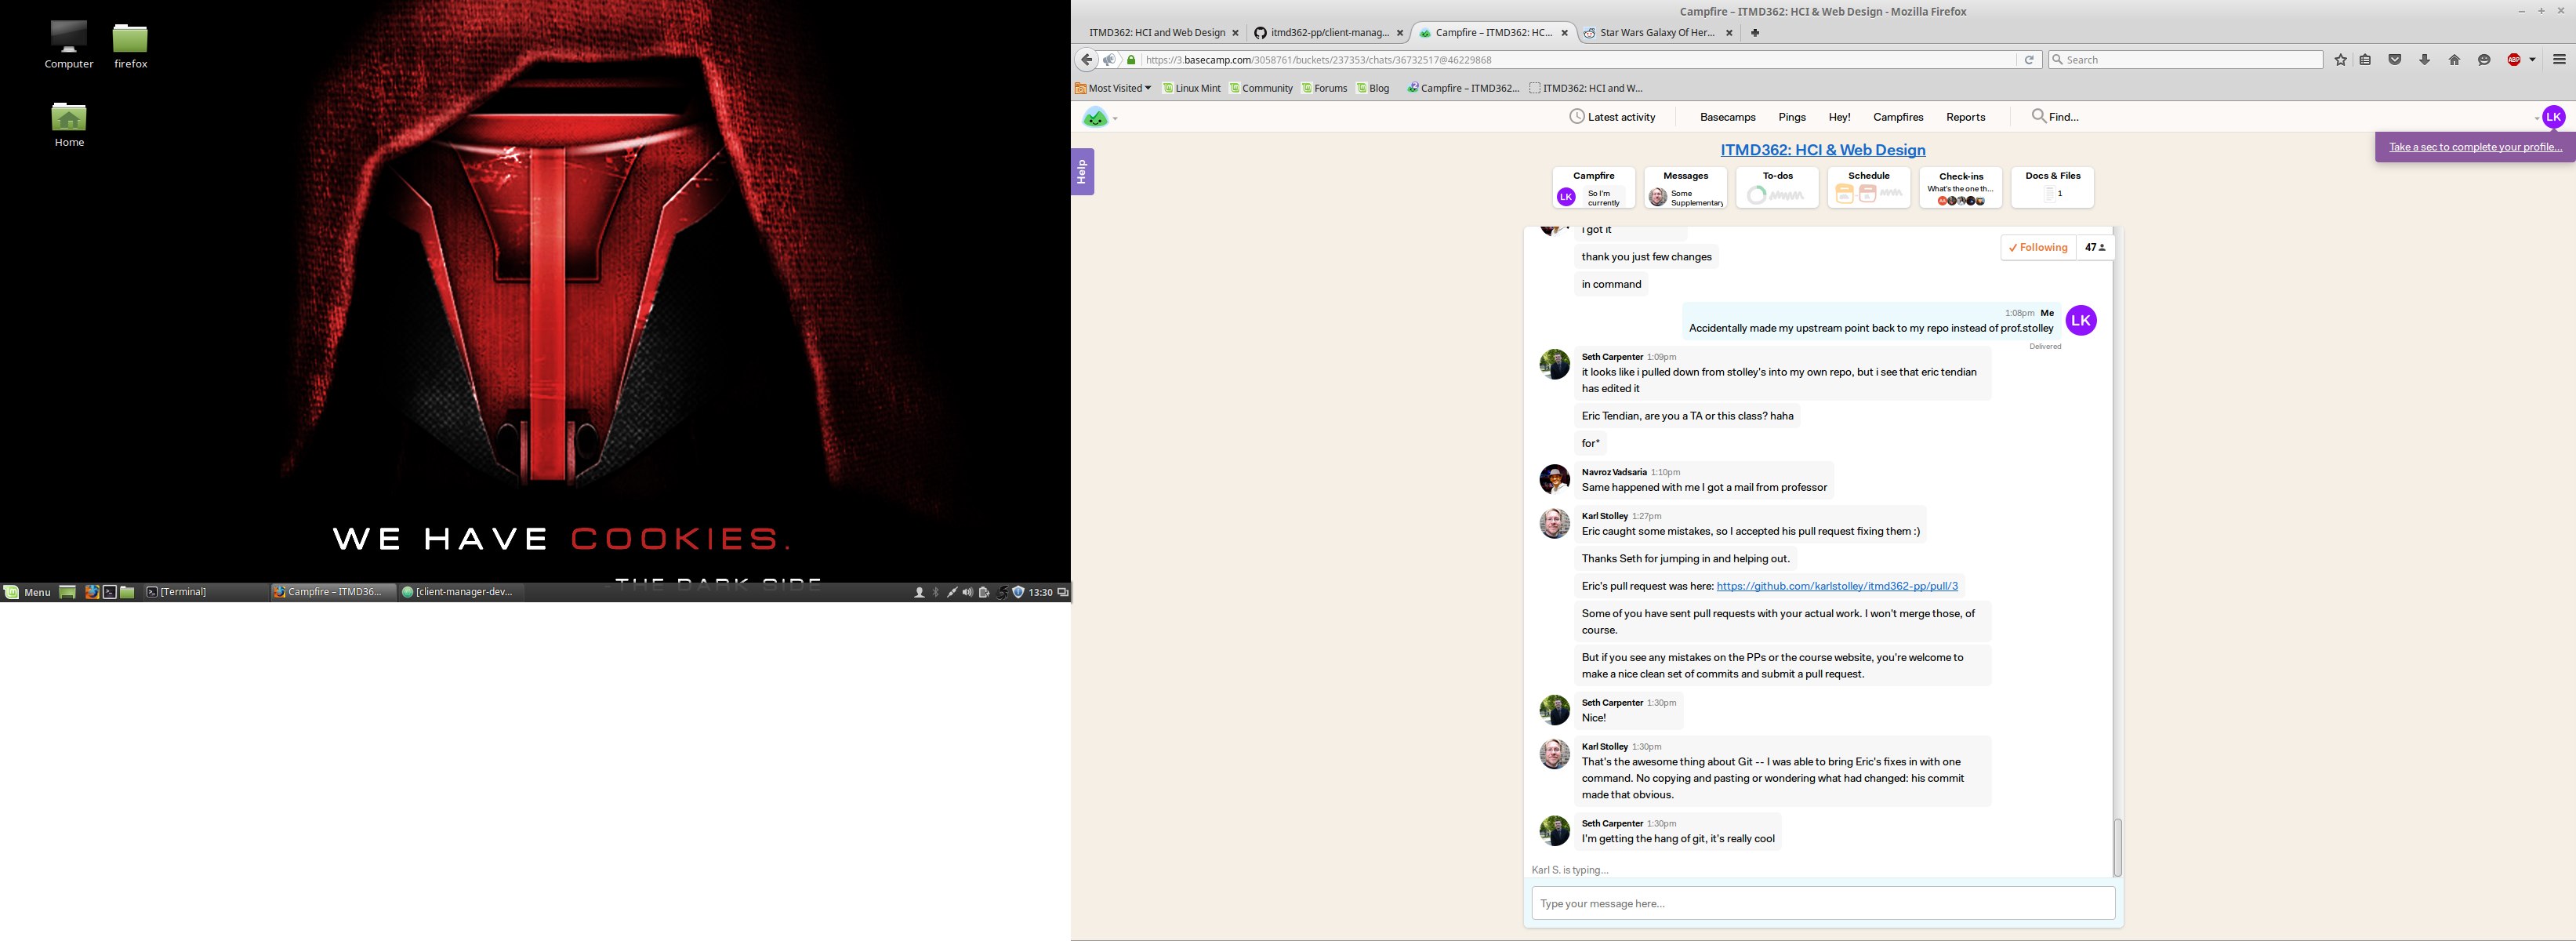 Computer
firefox
Home
WE HAVE COOKIES.
-THE DARK SIDE
Menu
[Terminal]
Campfire – ITMD36...
[client-manager-dev...
13:30
Campfire – ITMD362: HCI & Web Design - Mozilla Firefox
ITMD362: HCI and Web Design
itmd362-pp/client-manag...
Campfire – ITMD362: HC...
Star Wars Galaxy Of Her...
https://3.basecamp.com/3058761/buckets/237353/chats/36732517@46229868
Search
ABP
Most Visited
Linux Mint
Community
Forums
Blog
Campfire – ITMD362...
ITMD362: HCI and W...
Latest activity
Basecamps
Pings
Hey!
Campfires
Reports
Find...
LK
Take a sec to complete your profile...
Help
ITMD362: HCI & Web Design
Campfire
LK
So I'm
currently
Messages
Some
Supplementary
To-dos
Schedule
Check-ins
What's the one th...
Docs & Files
1
Following
47
i got it
thank you just few changes
in command
1:08pm Me
LK
Accidentally made my upstream point back to my repo instead of prof.stolley
Delivered
Seth Carpenter 1:09pm
it looks like i pulled down from stolley's into my own repo, but i see that eric tendian
has edited it
Eric Tendian, are you a TA or this class? haha
for*
Navroz Vadsaria 1:10pm
Same happened with me I got a mail from professor
Karl Stolley 1:27pm
Eric caught some mistakes, so I accepted his pull request fixing them :)
Thanks Seth for jumping in and helping out.
Eric's pull request was here: https://github.com/karlstolley/itmd362-pp/pull/3
Some of you have sent pull requests with your actual work. I won't merge those, of
course.
But if you see any mistakes on the PPs or the course website, you're welcome to
make a nice clean set of commits and submit a pull request.
Seth Carpenter 1:30pm
Nice!
Karl Stolley 1:30pm
That's the awesome thing about Git -- I was able to bring Eric's fixes in with one
command. No copying and pasting or wondering what had changed: his commit
made that obvious.
Seth Carpenter 1:30pm
I'm getting the hang of git, it's really cool
Karl S. is typing...
Type your message here...